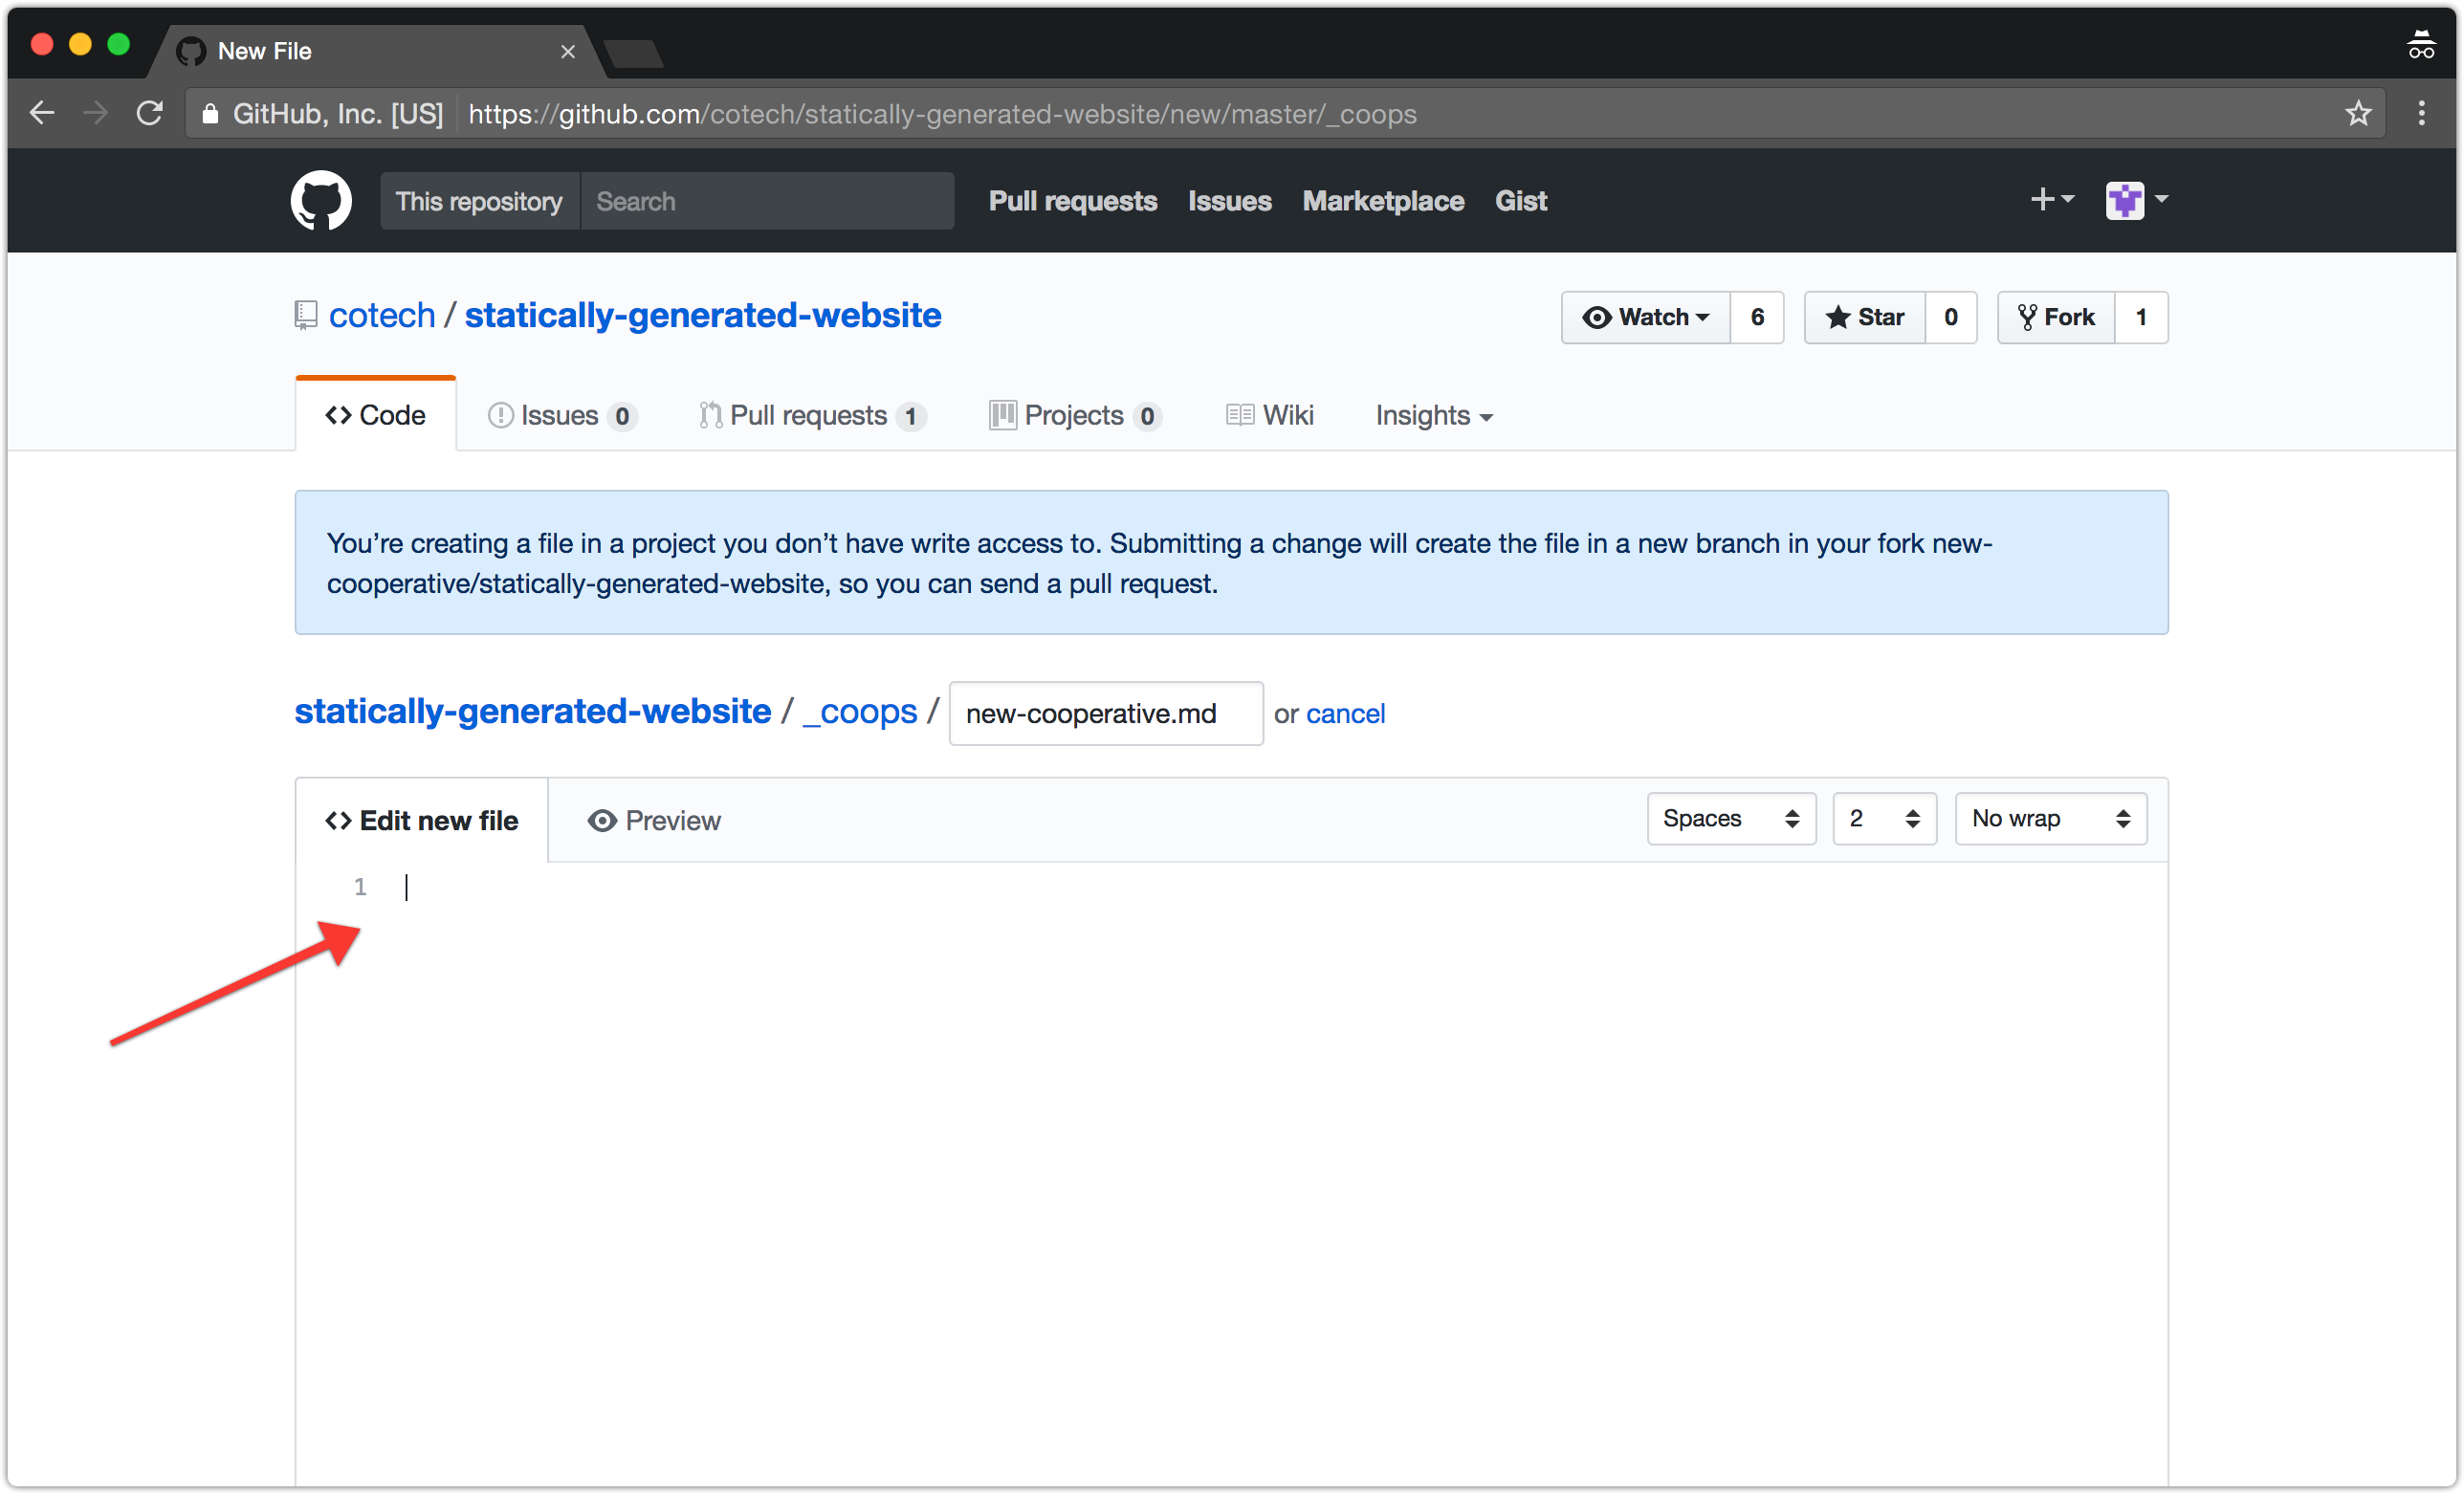 New File
GitHub, Inc. [US] https://github.com/cotech/statically-generated-website/new/master/_coops
This repository Search Pull requests Issues Marketplace Gist
cotech / statically-generated-website Watch 6 Star 0 Fork 1
Code Issues 0 Pull requests 1 Projects 0 Wiki Insights
You’re creating a file in a project you don’t have write access to. Submitting a change will create the file in a new branch in your fork new-
cooperative/statically-generated-website, so you can send a pull request.
statically-generated-website / _coops / new-cooperative.md or cancel
Edit new file Preview Spaces 2 No wrap
1